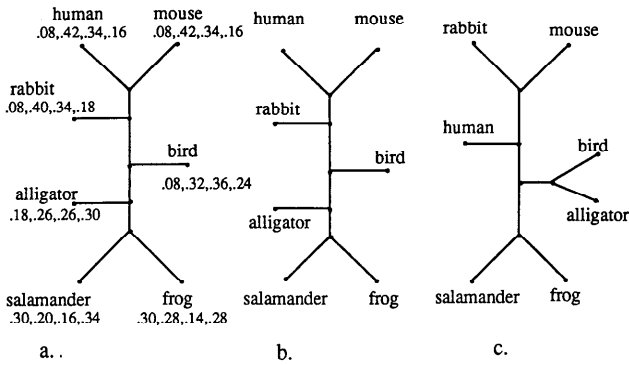 human
.08,.42,.34,.16
mouse
.08,.42,.34,.16
rabbit
.08,.40,.34,.18
bird
.08,.32,.36,.24
alligator
.18,.26,.26,.30
salamander
.30,.20,.16,.34
frog
.30,.28,.14,.28
a. .
human
mouse
rabbit
bird
alligator
salamander
frog
b.
rabbit
mouse
human
bird
alligator
salamander
frog
c.